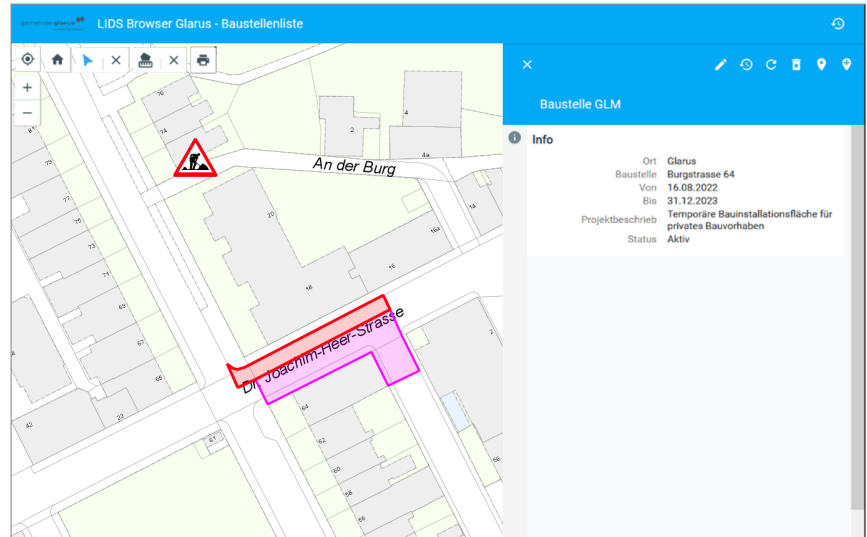 gemeinde glarus
LIDS Browser Glarus - Baustellenliste
Baustelle GLM
Info
Ort Glarus
Baustelle Burgstrasse 64
Von 16.08.2022
Bis 31.12.2023
Projektbeschrieb Temporäre Bauinstallationsfläche für
privates Bauvorhaben
Status Aktiv
An der Burg
Dr. Joachim-Heer-Strasse
76
74
2
4
4a
81
79
77
75
73
71
69
67
65
20
18
16
16a
14
2
42
22
61
64
62
60
58
56
56